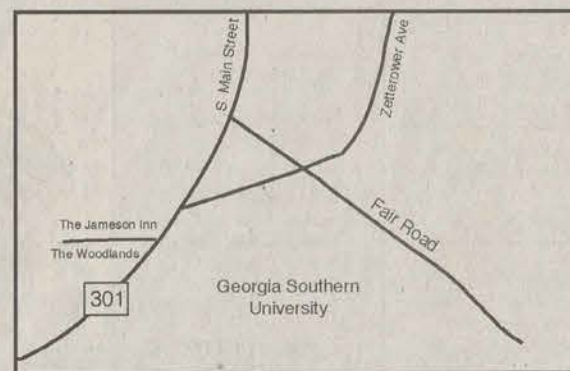 S. Main Street
Zetterower Ave
Fair Road
The Jameson Inn
The Woodlands
301
Georgia Southern
University